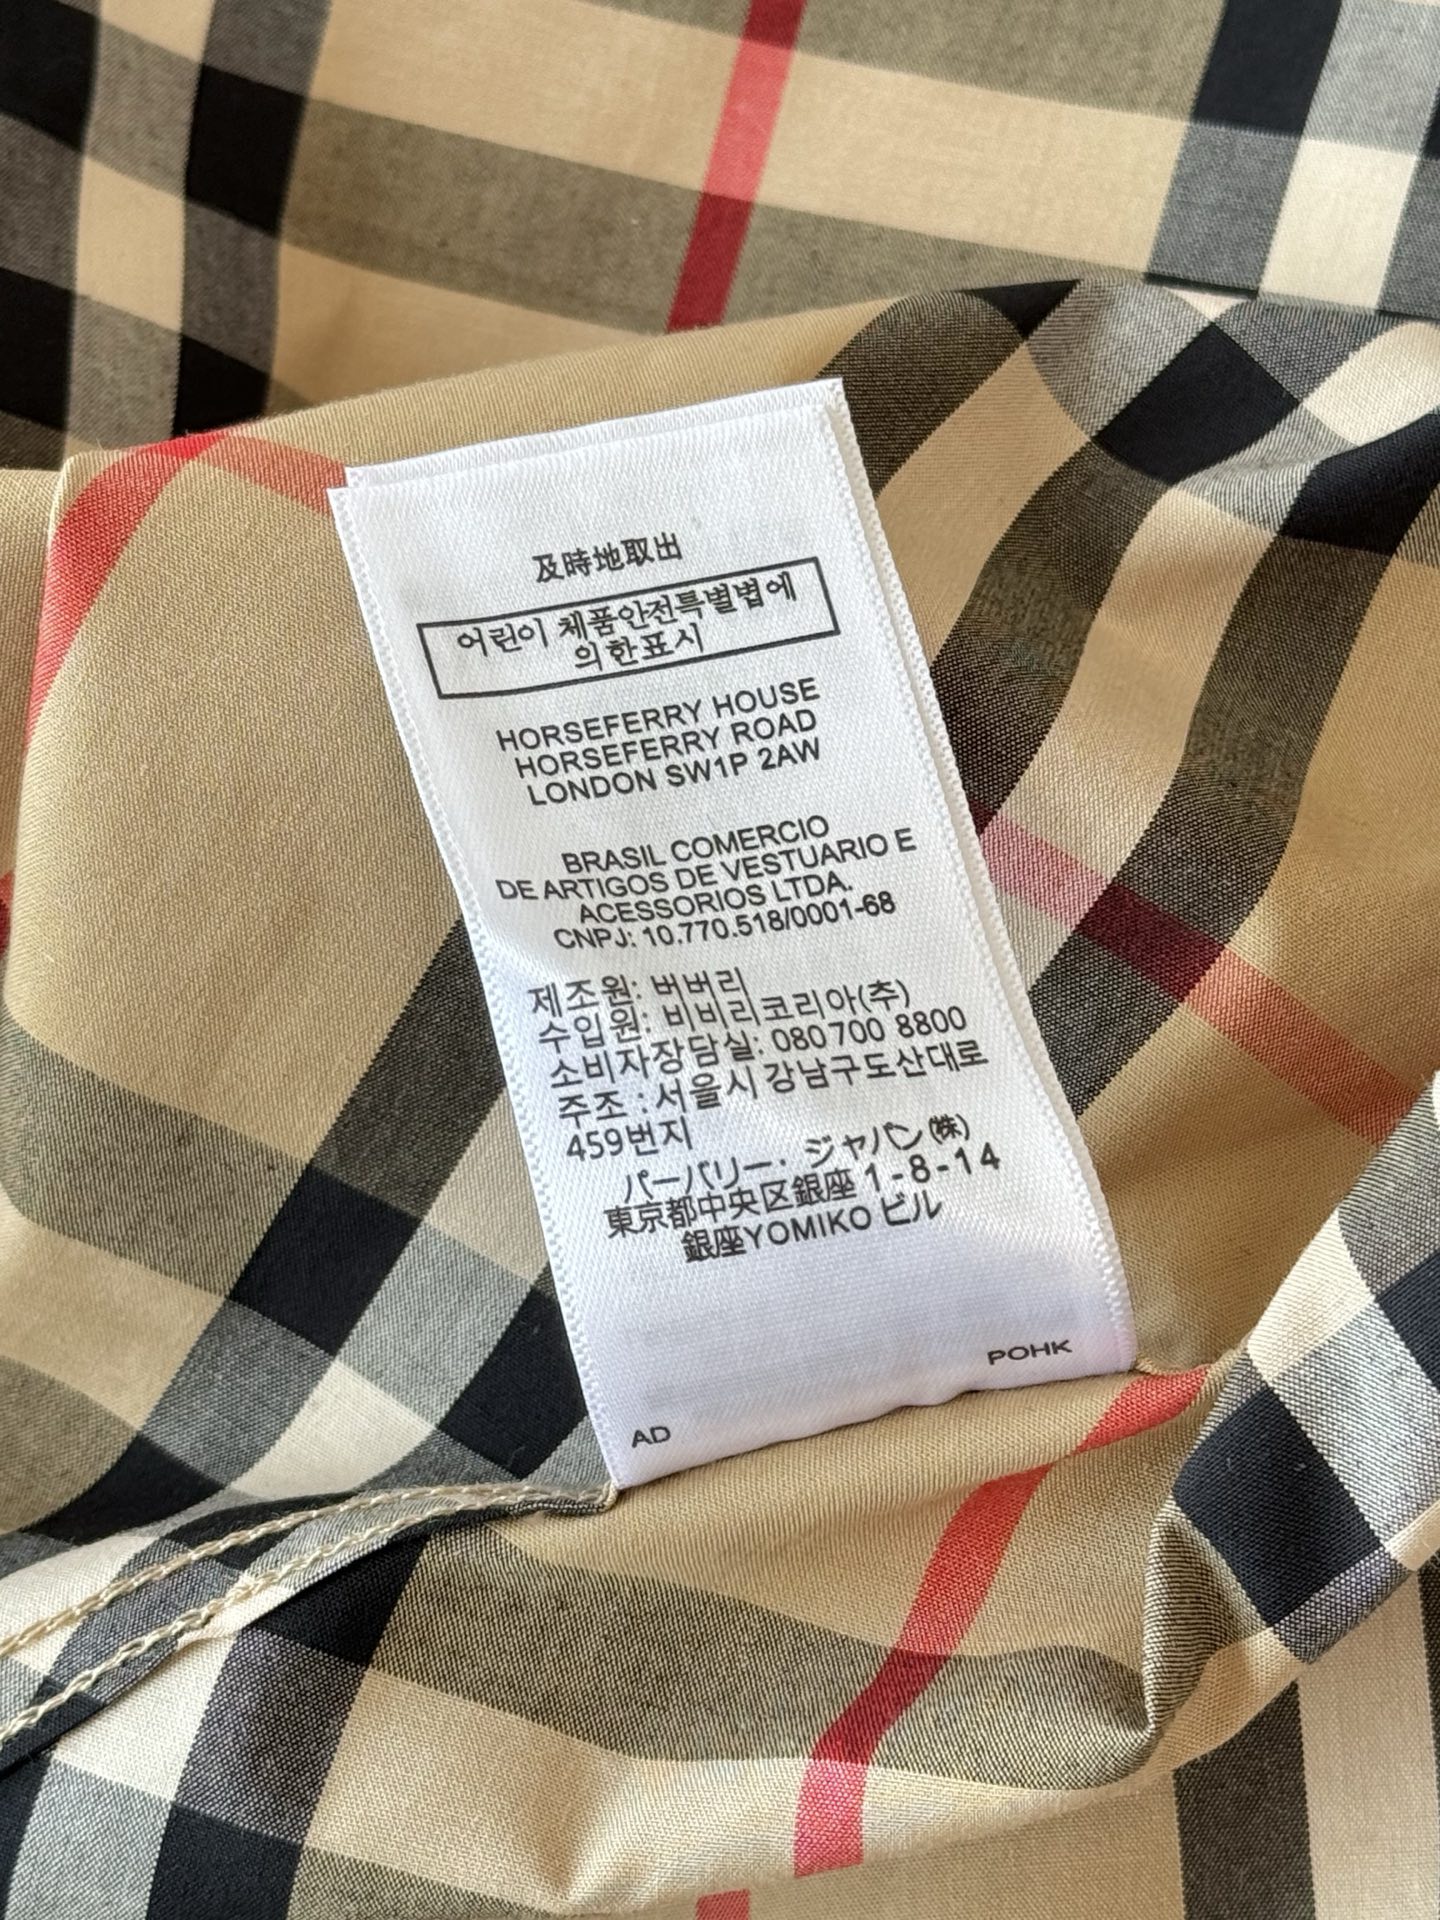 及時地取出
어린이 제품안전특별법에
의한표시
HORSEFERRY HOUSE
HORSEFERRY ROAD
LONDON SW1P 2AW
BRASIL COMERCIO
DE ARTIGOS DE VESTUARIO E
ACESSORIOS LTDA.
CNPJ: 10.770.518/0001-68
제조원: 버버리
수입원: 비비리코리아(추)
소비자장담실: 080 700 8800
주조 : 서울시 강남구도산대로
459번지
パーバリー・ジャパン(株)
東京都中央区銀座 1-8-14
銀座YOMIKO ビル
POHK
AD